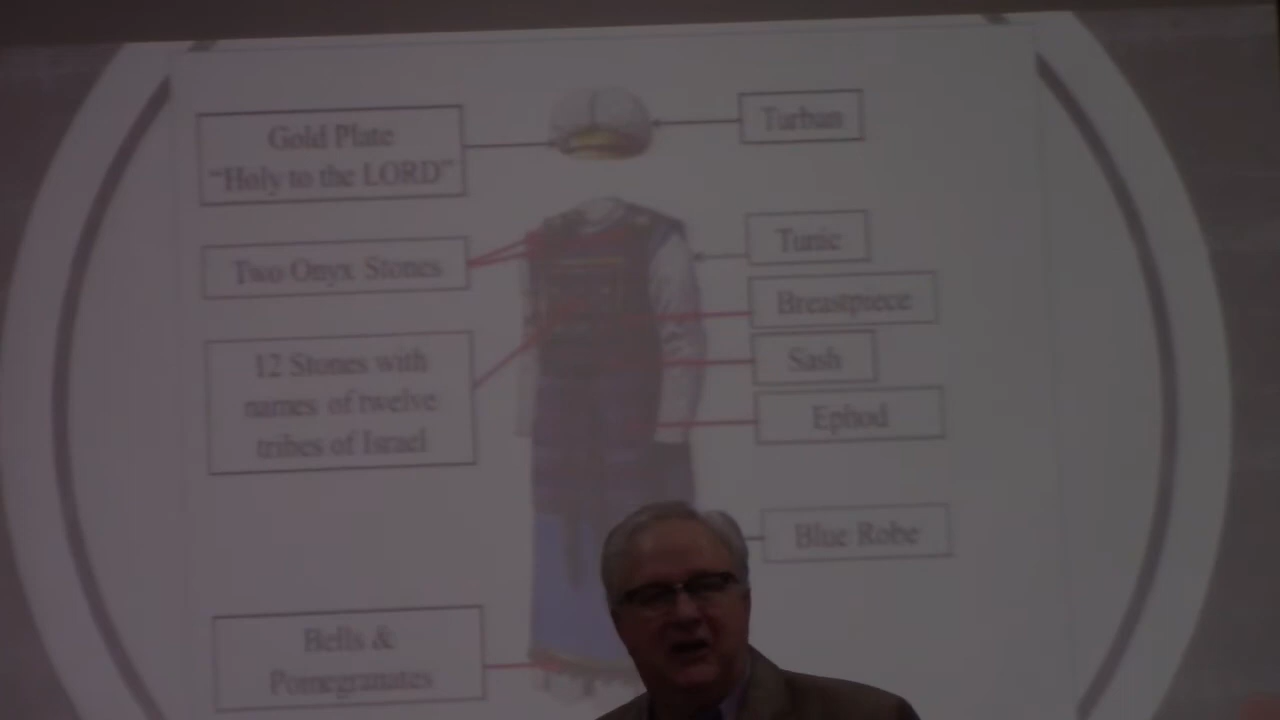 Gold Plate
“Holy to the LORD”
Turban
Two Onyx Stones
Tunic
Breastpiece
12 Stones with
names of twelve
tribes of Israel
Sash
Ephod
Blue Robe
Bells &
Pomegranates